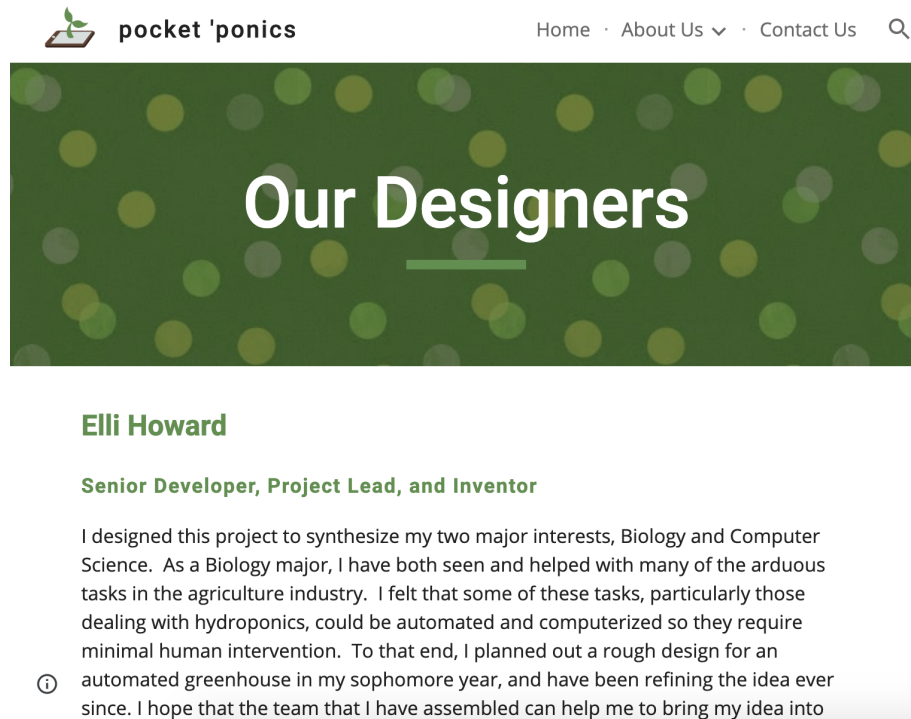 pocket 'ponics
Home · About Us · Contact Us
Our Designers
Elli Howard
Senior Developer, Project Lead, and Inventor
I designed this project to synthesize my two major interests, Biology and Computer
Science.  As a Biology major, I have both seen and helped with many of the arduous
tasks in the agriculture industry.  I felt that some of these tasks, particularly those
dealing with hydroponics, could be automated and computerized so they require
minimal human intervention.  To that end, I planned out a rough design for an
automated greenhouse in my sophomore year, and have been refining the idea ever
since. I hope that the team that I have assembled can help me to bring my idea into